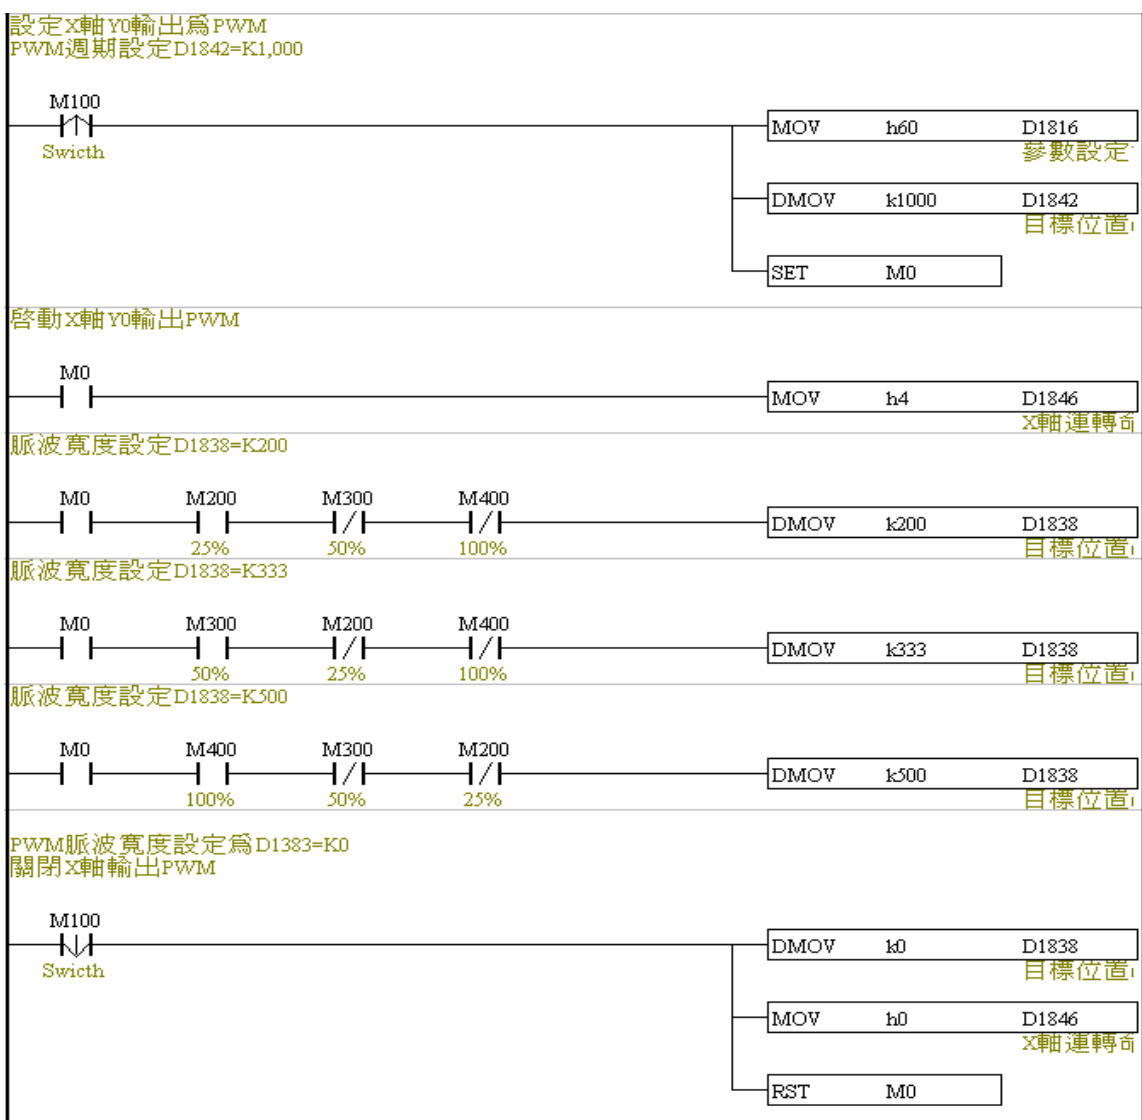 設定X軸Y0輸出爲PWM
PWM週期設定D1842=K1,000
M100
Swicth
MOV h60 D1816
參數設定
DMOV k1000 D1842
目標位置
SET M0
啓動X軸Y0輸出PWM
M0
MOV h4 D1846
X軸運轉
脈波寬度設定D1838=K200
M0 M200 M300 M400
DMOV k200 D1838
25% 50% 100%
目標位置
脈波寬度設定D1838=K333
M0 M300 M200 M400
DMOV k333 D1838
50% 25% 100%
目標位置
脈波寬度設定D1838=K500
M0 M400 M300 M200
DMOV k500 D1838
100% 50% 25%
目標位置
PWM脈波寬度設定爲D1383=K0
關閉X軸輸出PWM
M100
Swicth
DMOV k0 D1838
目標位置
MOV h0 D1846
X軸運轉
RST M0